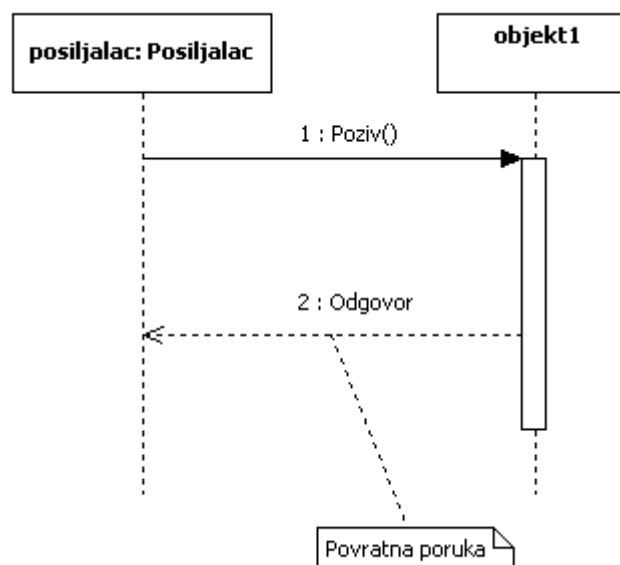 posiljalac: Posiljalac
objekt1
1 : Poziv()
2 : Odgovor
Povratna poruka